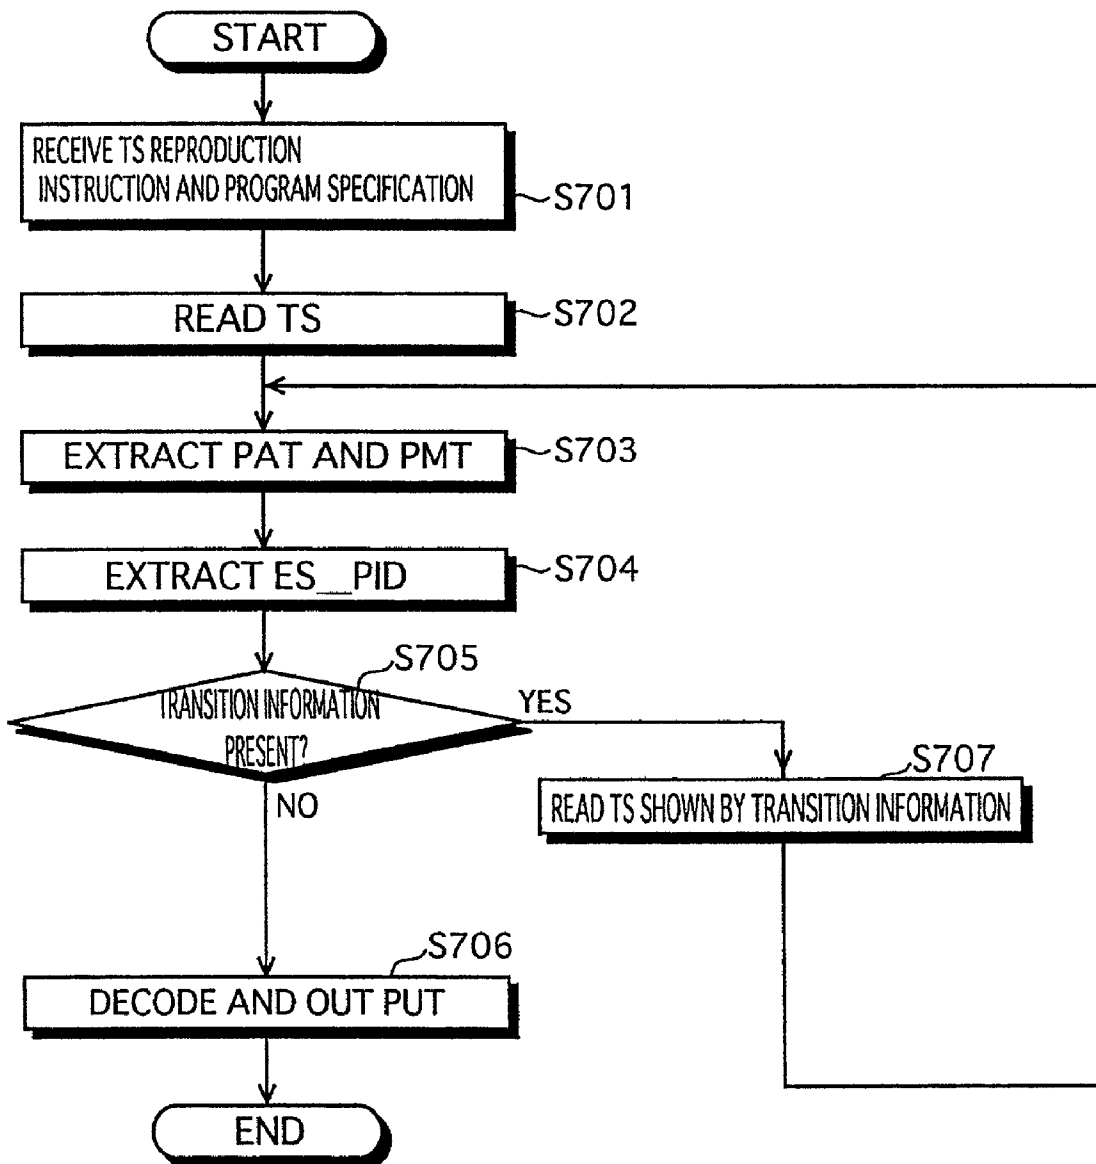 START
RECEIVE TS REPRODUCTION
INSTRUCTION AND PROGRAM SPECIFICATION
S701
READ TS
S702
EXTRACT PAT AND PMT
S703
EXTRACT ES__PID
S704
S705
TRANSITION INFORMATION
PRESENT?
YES
NO
S707
READ TS SHOWN BY TRANSITION INFORMATION
S706
DECODE AND OUT PUT
END